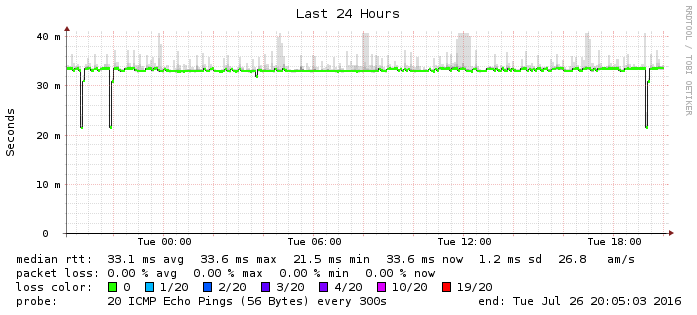 Last 24 Hours
RRDTOOL / TOBI OETIKER
Seconds
40 m
30 m
20 m
10 m
0
Tue 00:00 Tue 06:00 Tue 12:00 Tue 18:00
median rtt: 33.1 ms avg 33.6 ms max 21.5 ms min 33.6 ms now 1.2 ms sd 26.8 am/s
packet loss: 0.00 % avg 0.00 % max 0.00 % min 0.00 % now
loss color: 0 1/20 2/20 3/20 4/20 10/20 19/20
probe: 20 ICMP Echo Pings (56 Bytes) every 300s end: Tue Jul 26 20:05:03 2016